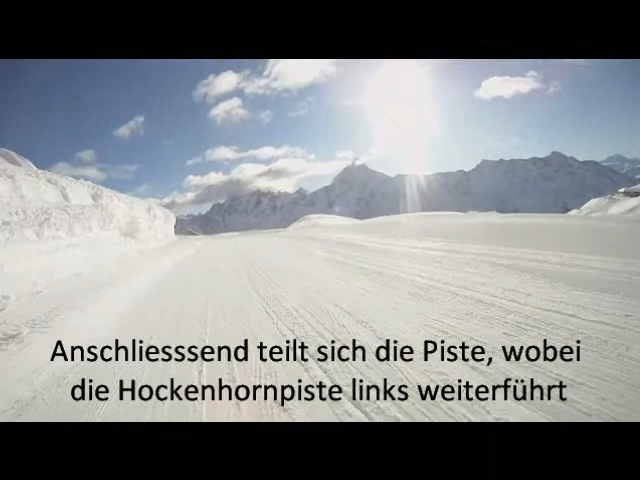 Anschliesssend teilt sich die Piste, wobei
die Hockenhornpiste links weiterführt